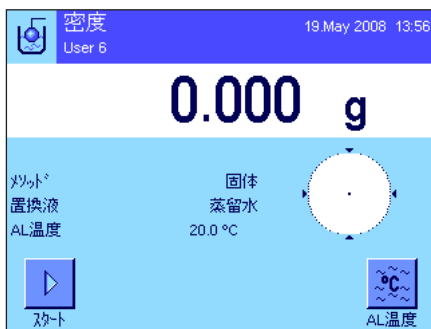 密度
19.May 2008 13:56
User 6
0.000 g
ﾒｿｯﾄﾞ 固体
置換液 蒸留水
AL温度 20.0 °C
°C
ｽﾀｰﾄ
AL温度